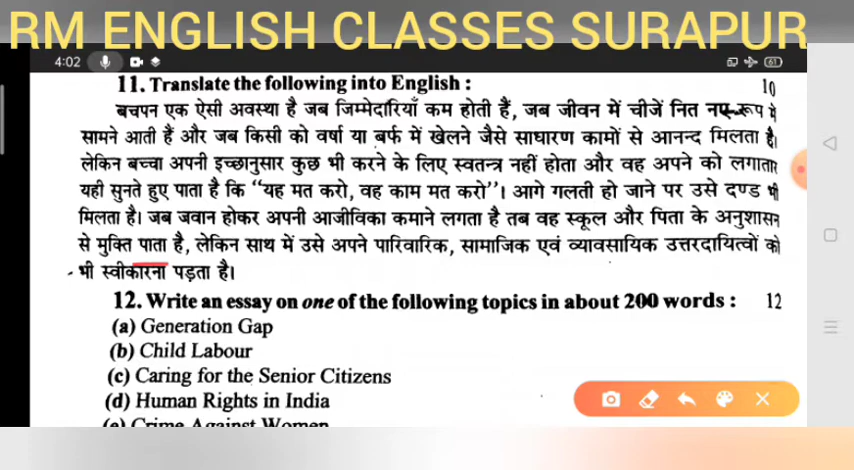 RM ENGLISH CLASSES SURAPUR
4:02
61
11. Translate the following into English : 10
बचपन एक ऐसी अवस्था है जब जिम्मेदारियाँ कम होती हैं, जब जीवन में चीजें नित नए रूप में
सामने आती हैं और जब किसी को वर्षा या बर्फ में खेलने जैसे साधारण कामों से आनन्द मिलता है।
लेकिन बच्चा अपनी इच्छानुसार कुछ भी करने के लिए स्वतन्त्र नहीं होता और वह अपने को लगातार
यही सुनते हुए पाता है कि “यह मत करो, वह काम मत करो”। आगे गलती हो जाने पर उसे दण्ड भी
मिलता है। जब जवान होकर अपनी आजीविका कमाने लगता है तब वह स्कूल और पिता के अनुशासन
से मुक्ति पाता है, लेकिन साथ में उसे अपने पारिवारिक, सामाजिक एवं व्यावसायिक उत्तरदायित्वों को
भी स्वीकारना पड़ता है।
12. Write an essay on one of the following topics in about 200 words : 12
(a) Generation Gap
(b) Child Labour
(c) Caring for the Senior Citizens
(d) Human Rights in India
(e) Crime Against Women